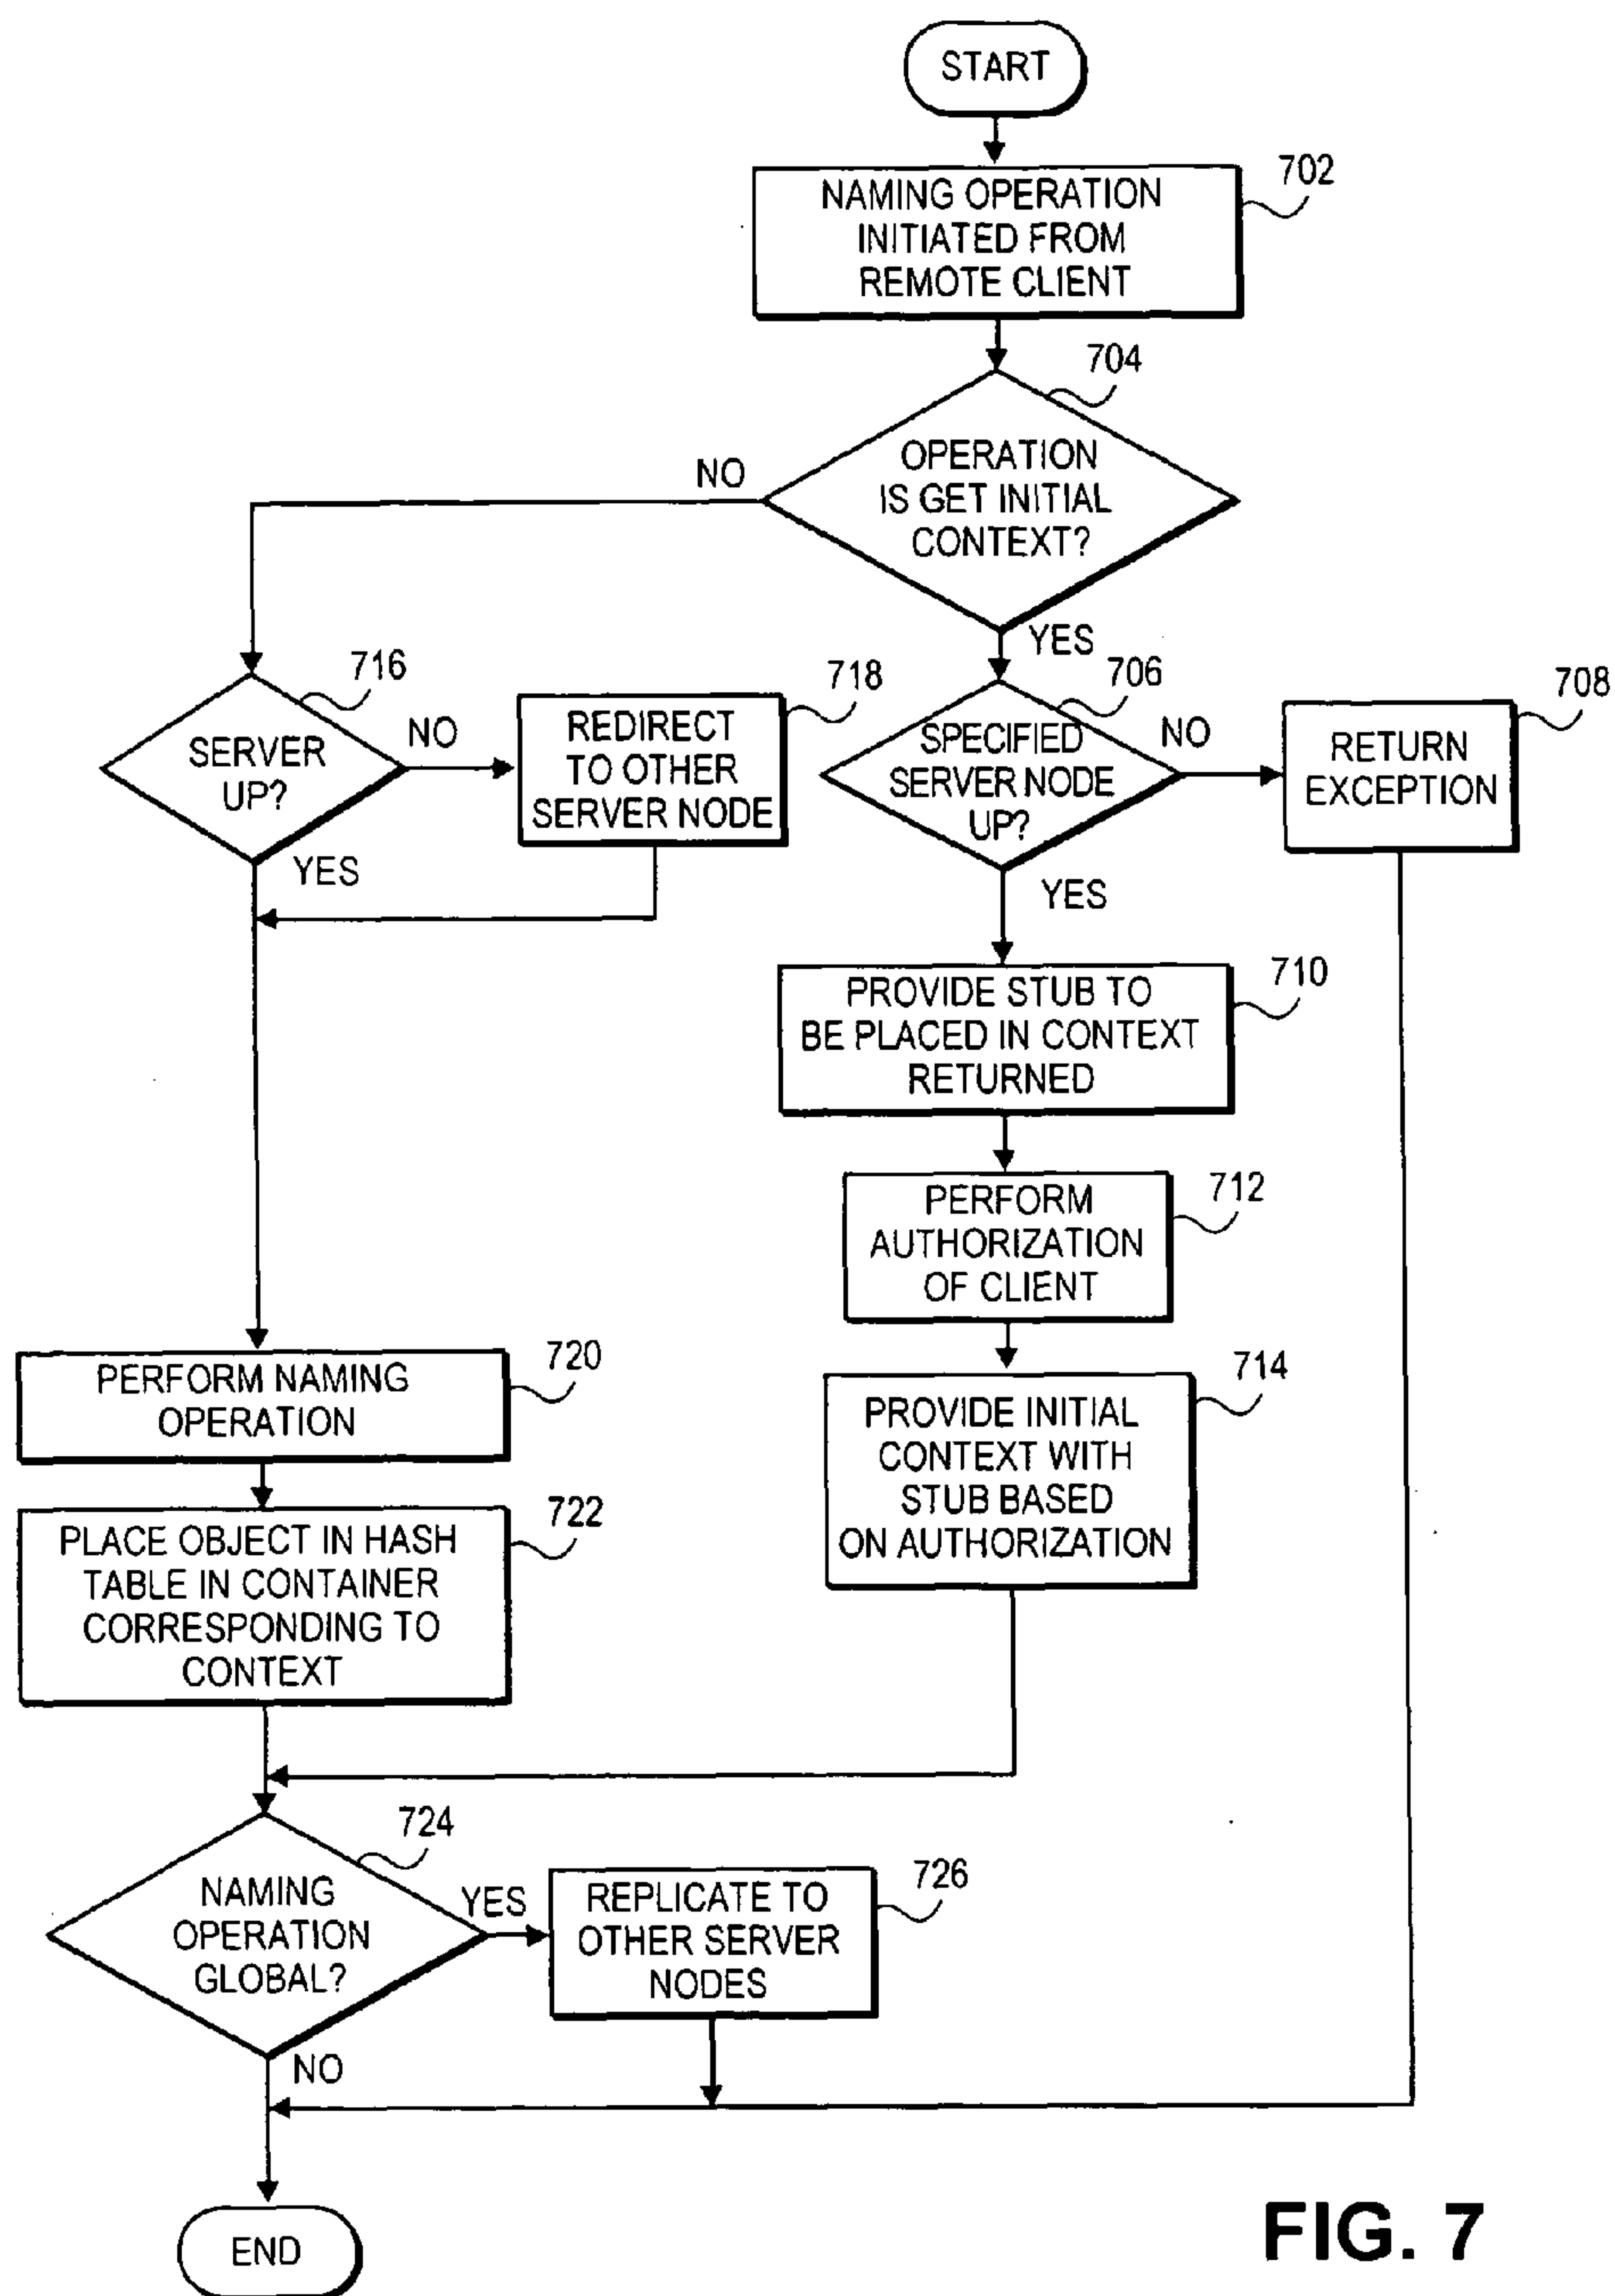 START
702
NAMING OPERATION
INITIATED FROM
REMOTE CLIENT
704
OPERATION
IS GET INITIAL
CONTEXT?
NO
YES
716
SERVER
UP?
NO
YES
718
REDIRECT
TO OTHER
SERVER NODE
706
SPECIFIED
SERVER NODE
UP?
NO
YES
708
RETURN
EXCEPTION
710
PROVIDE STUB TO
BE PLACED IN CONTEXT
RETURNED
712
PERFORM
AUTHORIZATION
OF CLIENT
714
PROVIDE INITIAL
CONTEXT WITH
STUB BASED
ON AUTHORIZATION
720
PERFORM NAMING
OPERATION
722
PLACE OBJECT IN HASH
TABLE IN CONTAINER
CORRESPONDING TO
CONTEXT
724
NAMING
OPERATION
GLOBAL?
YES
NO
726
REPLICATE TO
OTHER SERVER
NODES
END
FIG. 7